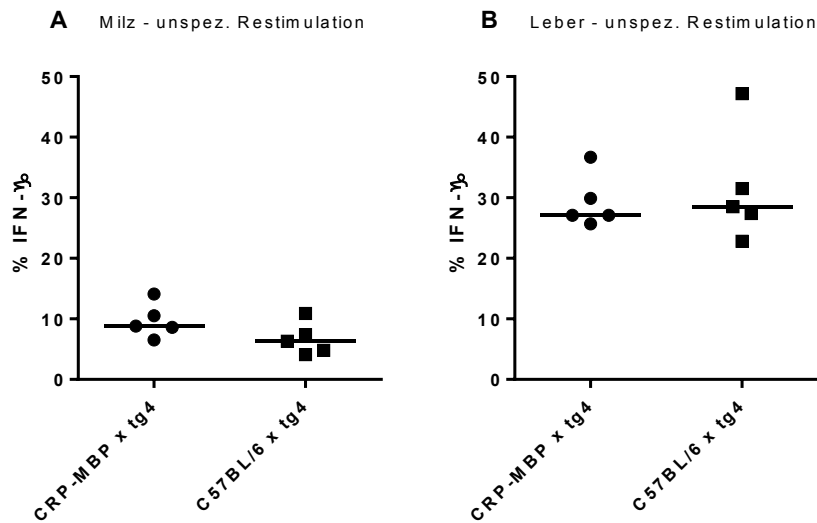 A Milz - unspez. Restimulation
50
40
30
20
10
0
% IFN-γ
CRP-MBP x tg4
C57BL/6 x tg4
B Leber - unspez. Restimulation
50
40
30
20
10
0
% IFN-γ
CRP-MBP x tg4
C57BL/6 x tg4